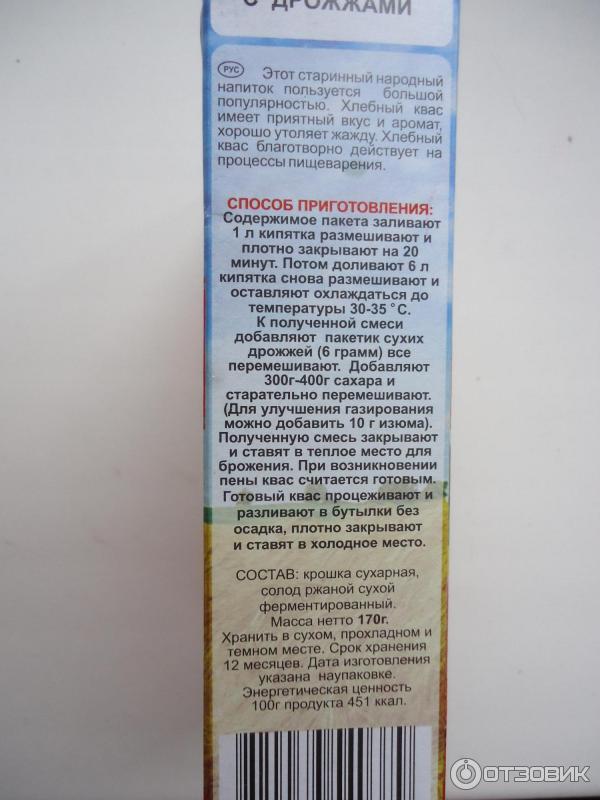 С ДРОЖЖАМИ
РУС Этот старинный народный
напиток пользуется большой
популярностью. Хлебный квас
имеет приятный вкус и аромат,
хорошо утоляет жажду. Хлебный
квас благотворно действует на
процессы пищеварения.
СПОСОБ ПРИГОТОВЛЕНИЯ:
Содержимое пакета заливают
1 л кипятка размешивают и
плотно закрывают на 20
минут. Потом доливают 6 л
кипятка снова размешивают и
оставляют охлаждаться до
температуры 30-35 °С.
К полученной смеси
добавляют пакетик сухих
дрожжей (6 грамм) все
перемешивают. Добавляют
300г-400г сахара и
старательно перемешивают.
(Для улучшения газирования
можно добавить 10 г изюма).
Полученную смесь закрывают
и ставят в теплое место для
брожения. При возникновении
пены квас считается готовым.
Готовый квас процеживают и
разливают в бутылки без
осадка, плотно закрывают
и ставят в холодное место.
СОСТАВ: крошка сухарная,
солод ржаной сухой
ферментированный.
Масса нетто 170г.
Хранить в сухом, прохладном и
темном месте. Срок хранения
12 месяцев. Дата изготовления
указана наупаковке.
Энергетическая ценность
100г продукта 451 ккал.
ОТЗОВИК